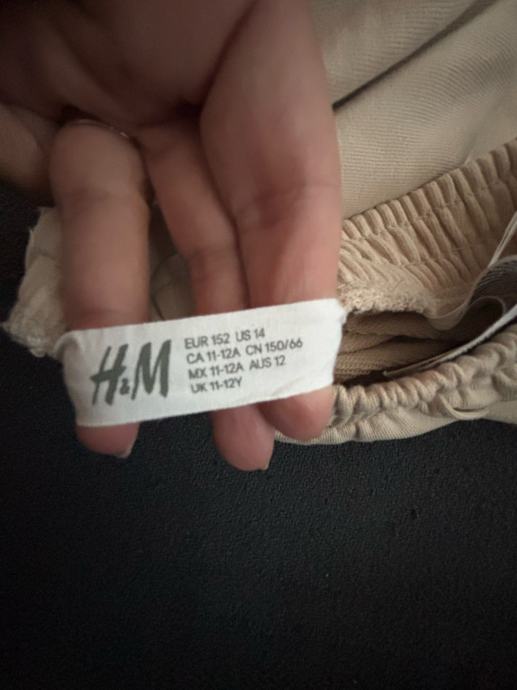 H&M
EUR 152 US 14
CA 11-12A CN 150/66
MX 11-12A AUS 12
UK 11-12Y